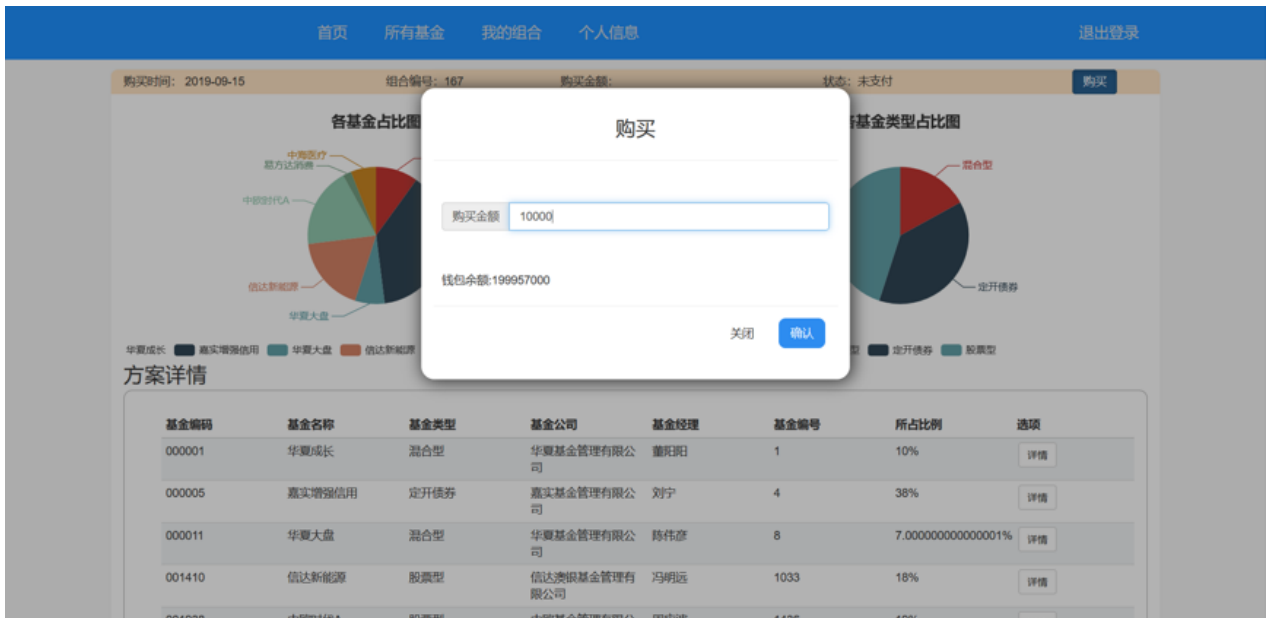 首页 所有基金 我的组合 个人信息 退出登录
购买时间： 2019-09-15 组合编号：167 购买金额： 状态：未支付 购买
各基金占比图 基金类型占比图
购买
中海医疗
易方达消费
混合型
中欧时代A
购买金额 10000
信达新能源
定开债券
钱包余额:199957000
华夏大盘
关闭 确认
华夏成长 嘉实增强信用 华夏大盘 信达新能源 定开债券 股票型
方案详情
基金编码 基金名称 基金类型 基金公司 基金经理 基金编号 所占比例 选项
000001 华夏成长 混合型 华夏基金管理有限公 董阳阳 1 10% 详情
司
000005 嘉实增强信用 定开债券 嘉实基金管理有限公 刘宁 4 38% 详情
司
000011 华夏大盘 混合型 华夏基金管理有限公 陈伟彦 8 7.000000000000001% 详情
司
001410 信达新能源 股票型 信达澳银基金管理有 冯明远 1033 18% 详情
限公司